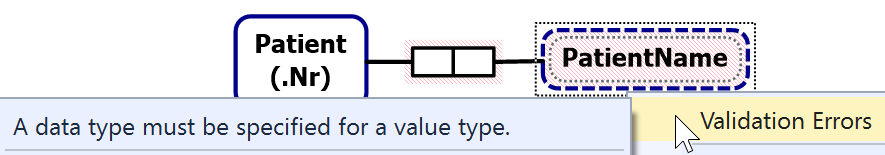 Patient
(.Nr)
PatientName
A data type must be specified for a value type.
Validation Errors